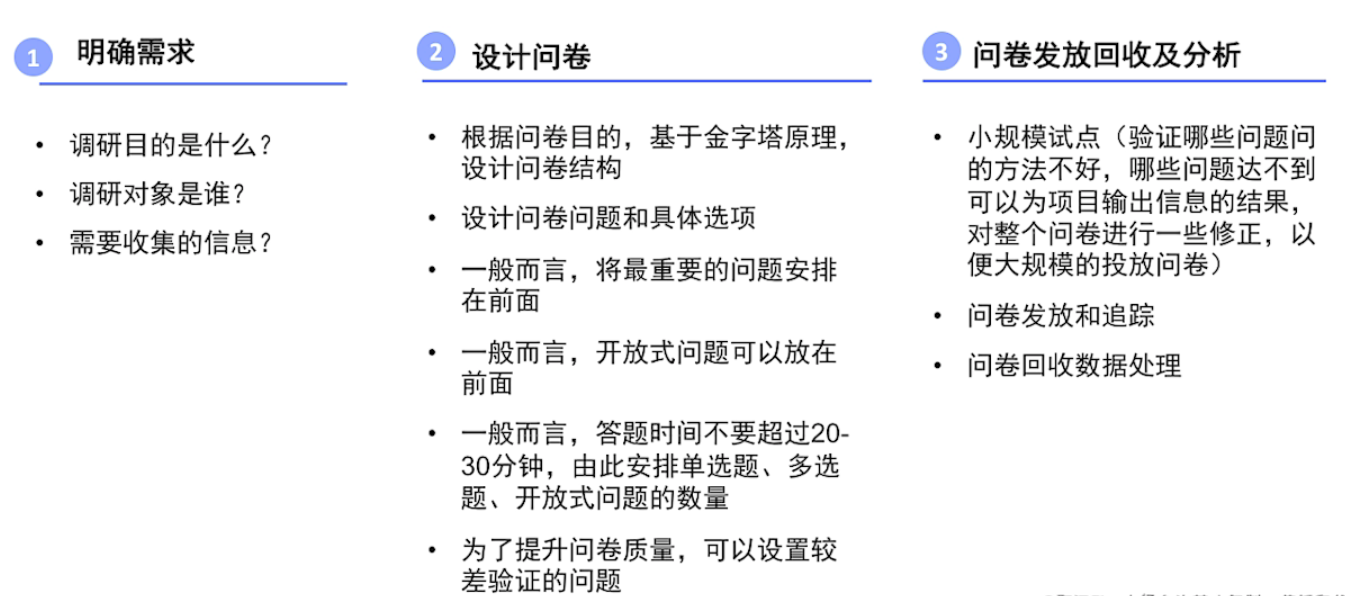 1 明确需求
• 调研目的是什么？
• 调研对象是谁？
• 需要收集的信息？
2 设计问卷
• 根据问卷目的，基于金字塔原理，
设计问卷结构
• 设计问卷问题和具体选项
• 一般而言，将最重要的问题安排
在前面
• 一般而言，开放式问题可以放在
前面
• 一般而言，答题时间不要超过20-
30分钟，由此安排单选题、多选
题、开放式问题的数量
• 为了提升问卷质量，可以设置较
差验证的问题
3 问卷发放回收及分析
• 小规模试点（验证哪些问题问
的方法不好，哪些问题达不到
可以为项目输出信息的结果，
对整个问卷进行一些修正，以
便大规模的投放问卷）
• 问卷发放和追踪
• 问卷回收数据处理